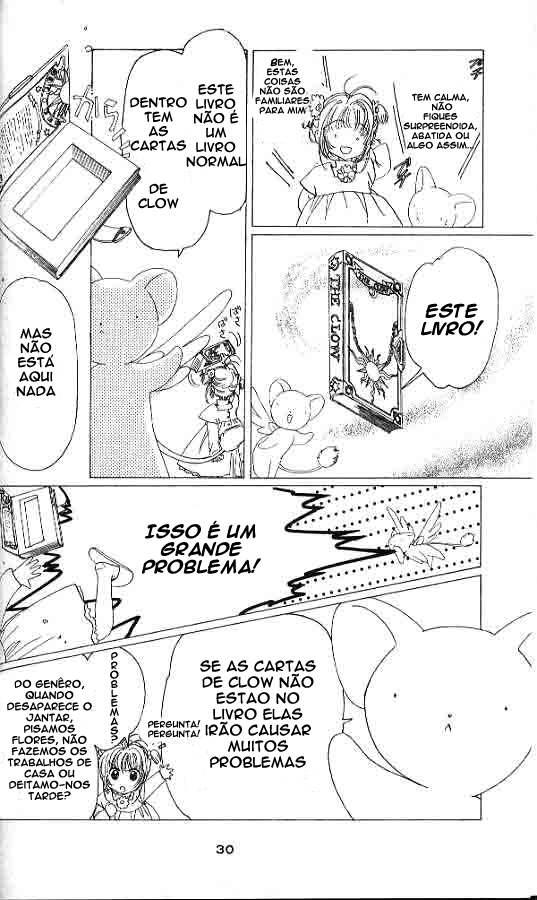 BEM,
ESTAS
COISAS
NÃO SÃO
FAMILIARES
PARA MIM
TEM CALMA,
NÃO
FIQUES
SURPREENDIDA,
ABATIDA OU
ALGO ASSIM...
ESTE
LIVRO!
THE CLOW
ESTE
LIVRO
NÃO É
UM
LIVRO
NORMAL
DENTRO
TEM
AS
CARTAS
DE
CLOW
MAS
NÃO
ESTÁ
AQUI
NADA
ISSO É UM
GRANDE
PROBLEMA!
SE AS CARTAS
DE CLOW NÃO
ESTAO NO
LIVRO ELAS
IRÃO CAUSAR
MUITOS
PROBLEMAS
PROBLEMAS?
PERGUNTA!
PERGUNTA!
DO GENÊRO,
QUANDO
DESAPARECE O
JANTAR,
PISAMOS
FLORES, NÃO
FAZEMOS OS
TRABALHOS DE
CASA OU
DEITAMO-NOS
TARDE?
30